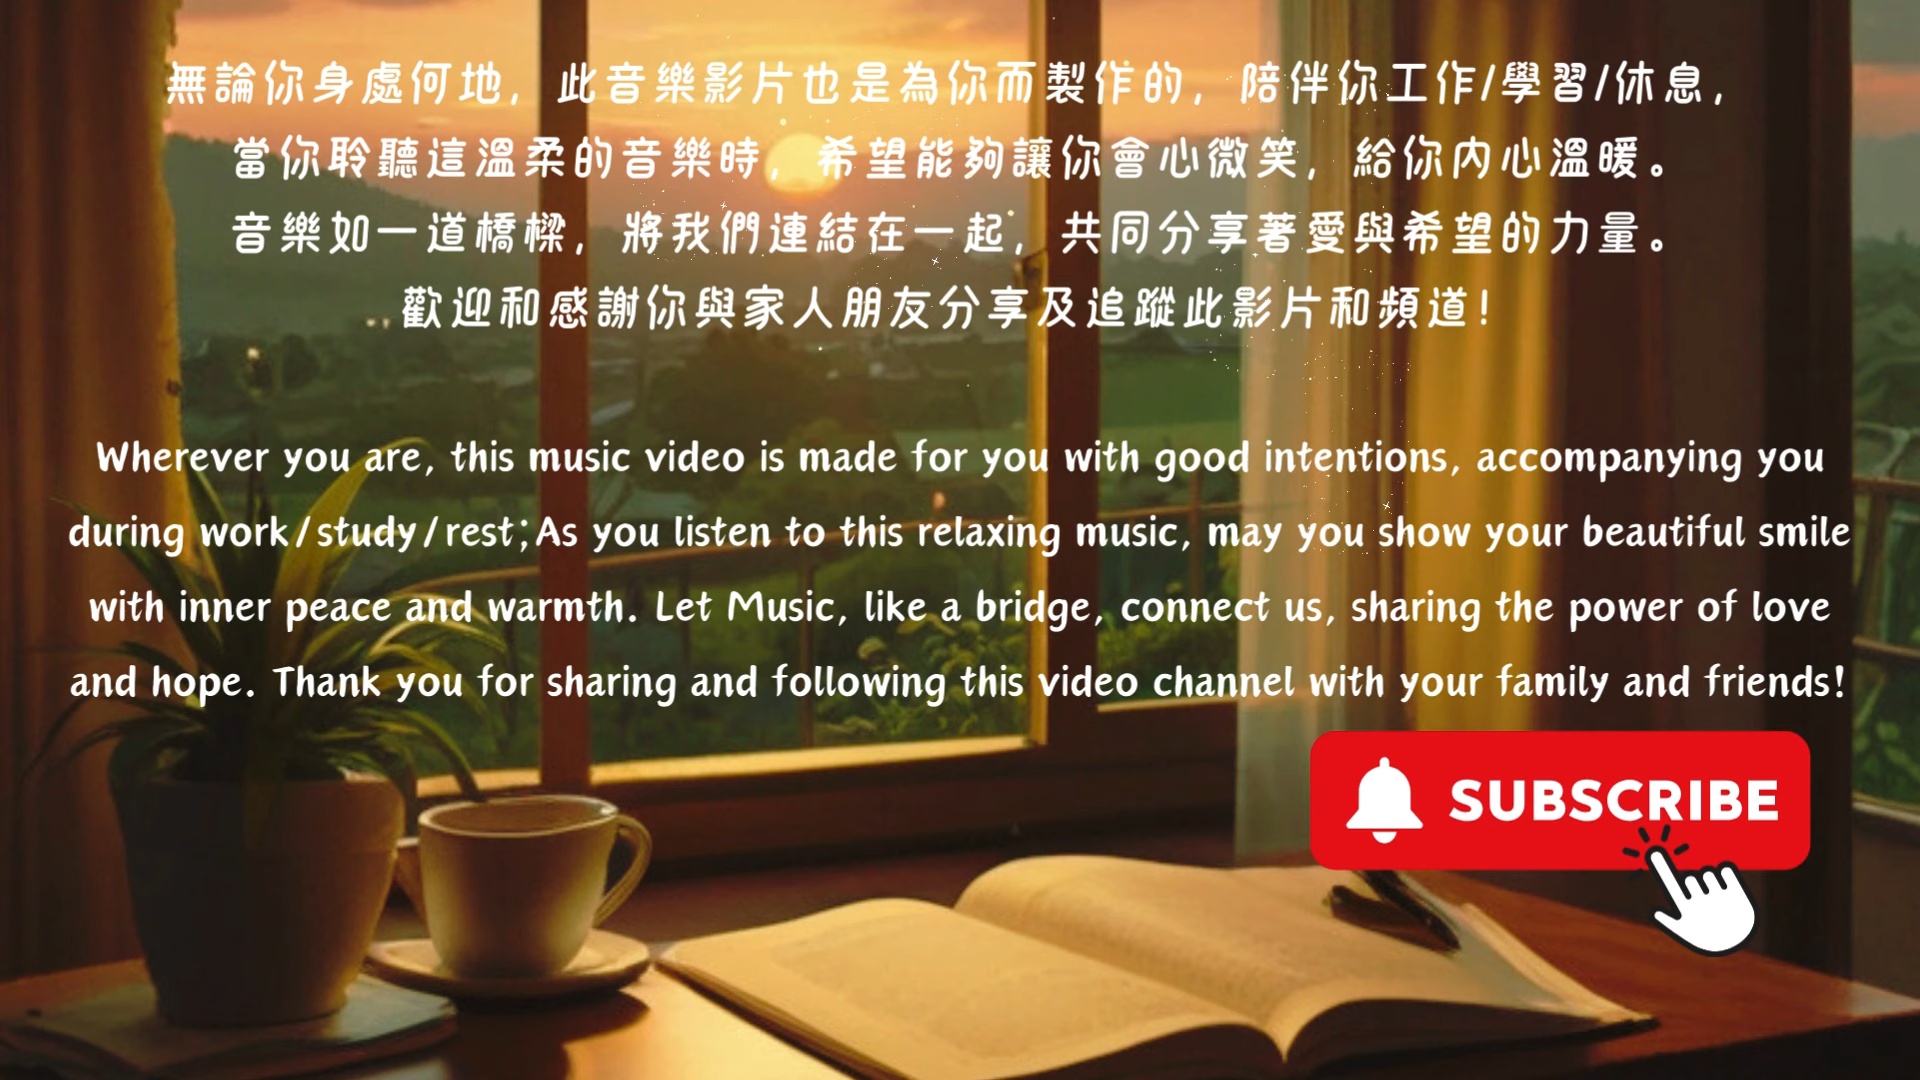 無論你身處何地，此音樂影片也是為你而製作的，陪伴你工作/學習/休息，
當你聆聽這溫柔的音樂時，希望能夠讓你會心微笑，給你內心溫暖。
音樂如一道橋樑，將我們連結在一起，共同分享著愛與希望的力量。
歡迎和感謝你與家人朋友分享及追蹤此影片和頻道!
Wherever you are, this music video is made for you with good intentions, accompanying you
during work/study/rest;As you listen to this relaxing music, may you show your beautiful smile
with inner peace and warmth. Let Music, like a bridge, connect us, sharing the power of love
and hope. Thank you for sharing and following this video channel with your family and friends!
SUBSCRIBE